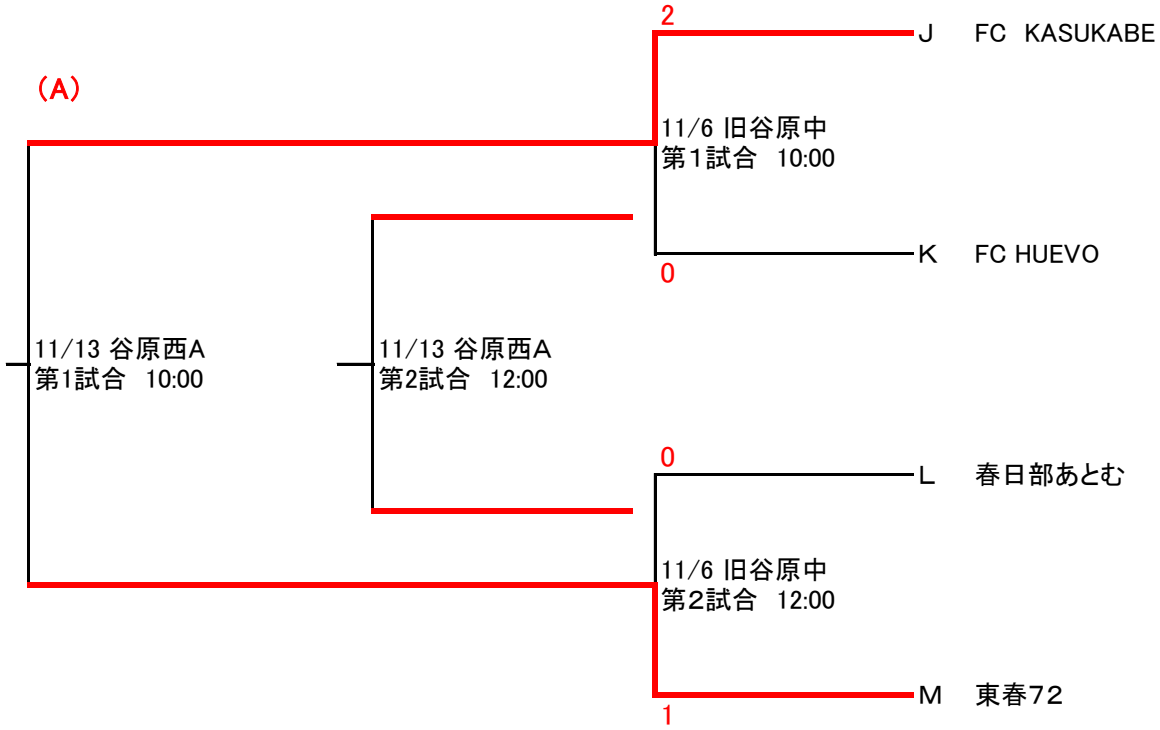 2
J FC KASUKABE
(A)
11/6 旧谷原中
第1試合 10:00
K FC HUEVO
0
11/13 谷原西A
第1試合 10:00
11/13 谷原西A
第2試合 12:00
0
L 春日部あとむ
11/6 旧谷原中
第2試合 12:00
M 東春72
1